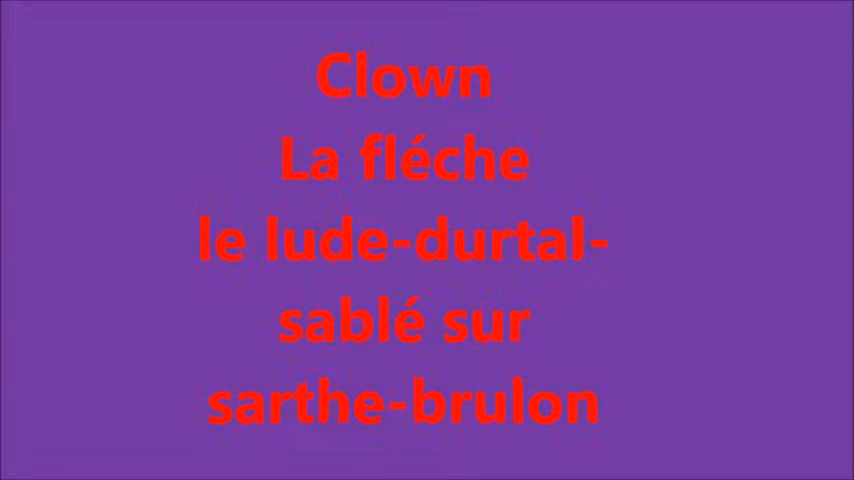 Clown
La fléche
le lude-durtal-
sablé sur
sarthe-brulon